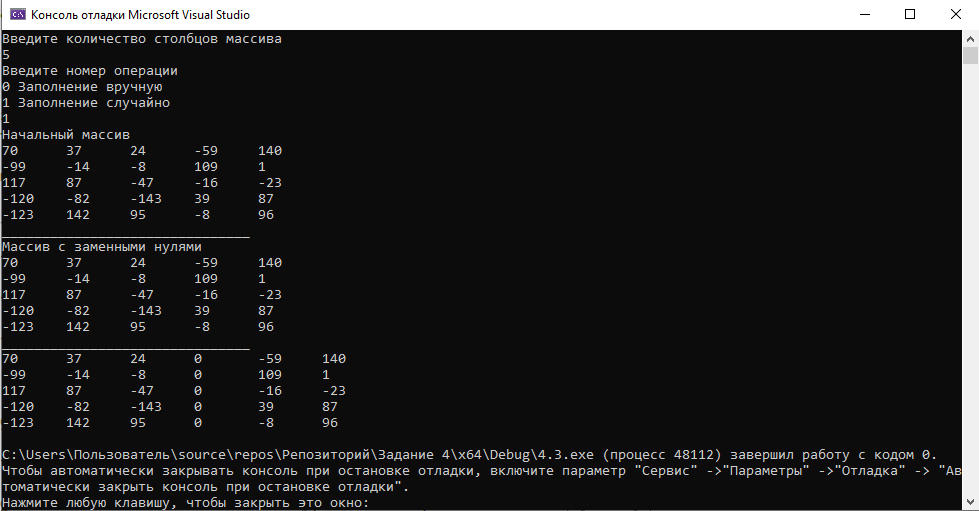 Консоль отладки Microsoft Visual Studio
Введите количество столбцов массива
5
Введите номер операции
0 Заполнение вручную
1 Заполнение случайно
1
Начальный массив
70 37 24 -59 140
-99 -14 -8 109 1
117 87 -47 -16 -23
-120 -82 -143 39 87
-123 142 95 -8 96
_______________________________
Массив с заменными нулями
70 37 24 -59 140
-99 -14 -8 109 1
117 87 -47 -16 -23
-120 -82 -143 39 87
-123 142 95 -8 96
_______________________________
70 37 24 0 -59 140
-99 -14 -8 0 109 1
117 87 -47 0 -16 -23
-120 -82 -143 0 39 87
-123 142 95 0 -8 96
C:\Users\Пользователь\source\repos\Репозиторий\Задание 4\x64\Debug\4.3.exe (процесс 48112) завершил работу с кодом 0.
Чтобы автоматически закрывать консоль при остановке отладки, включите параметр "Сервис" ->"Параметры" ->"Отладка" -> "Ав
томатически закрыть консоль при остановке отладки".
Нажмите любую клавишу, чтобы закрыть это окно: